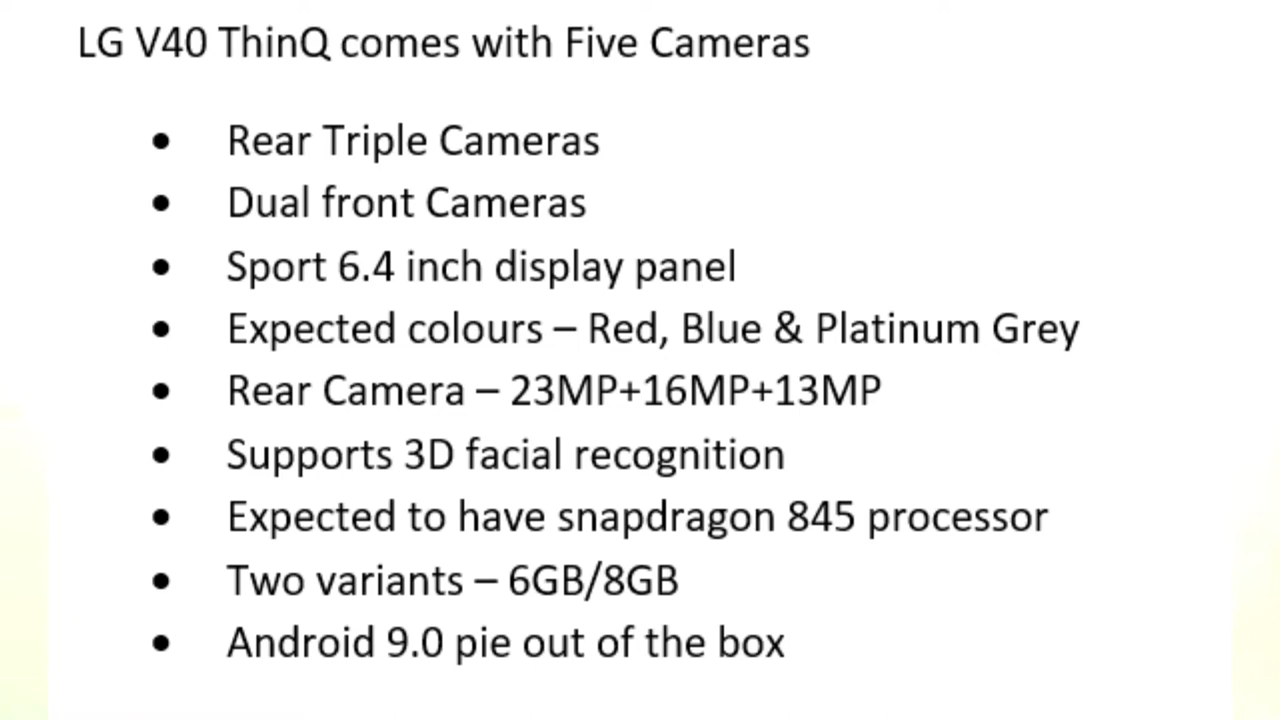 LG V40 ThinQ comes with Five Cameras
• Rear Triple Cameras
• Dual front Cameras
• Sport 6.4 inch display panel
• Expected colours – Red, Blue & Platinum Grey
• Rear Camera – 23MP+16MP+13MP
• Supports 3D facial recognition
• Expected to have snapdragon 845 processor
• Two variants – 6GB/8GB
• Android 9.0 pie out of the box